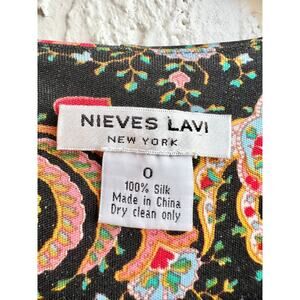 NIEVES LAVI
NEW YORK
0
100% Silk
Made in China
Dry clean only